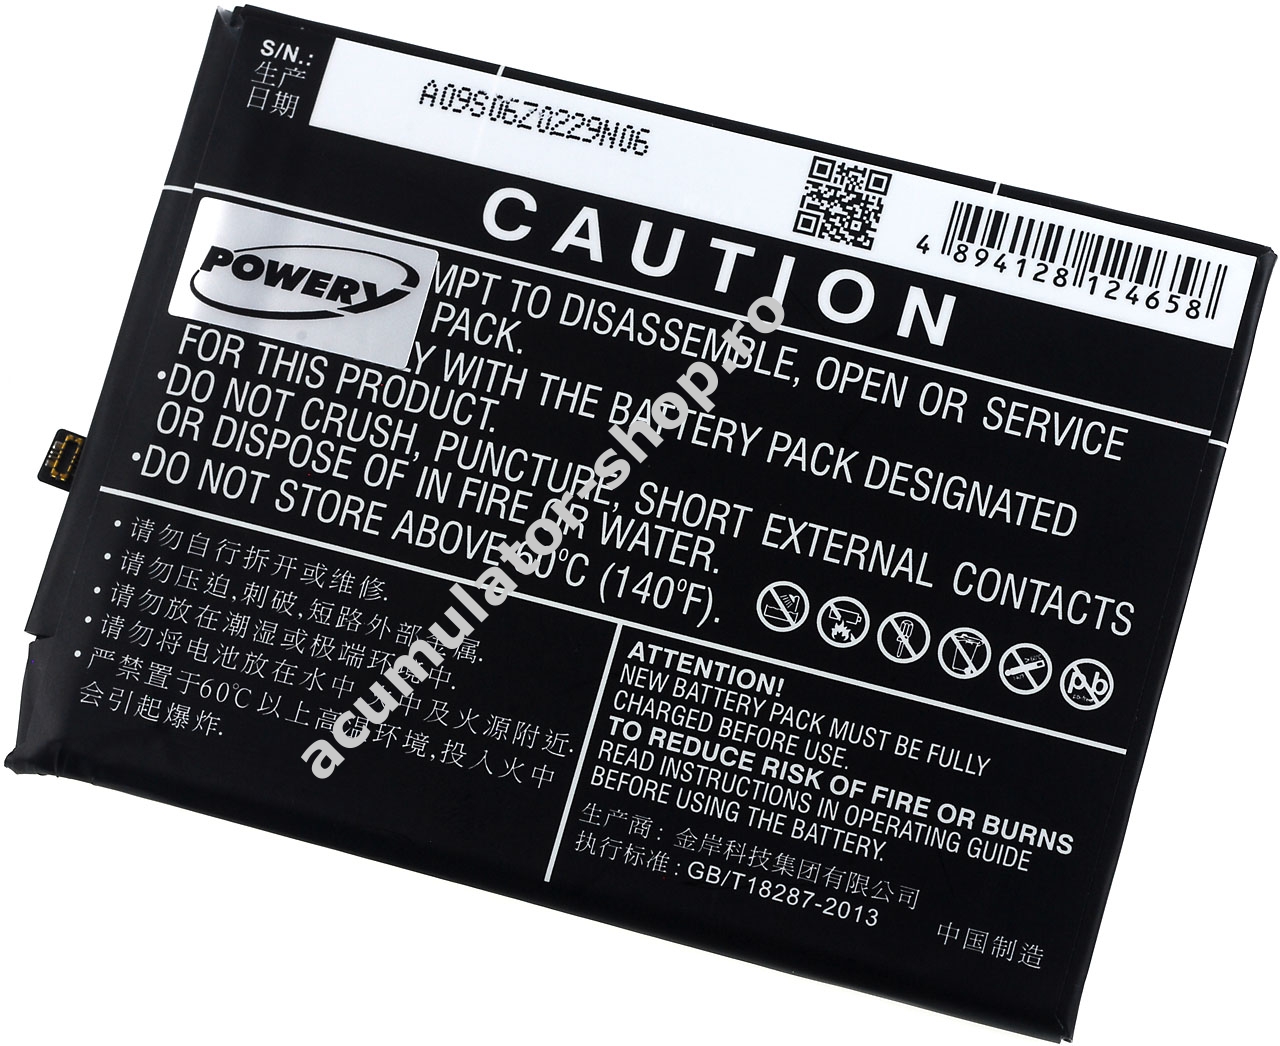 S/N.:
生产
日期
A09S06Z0229N06
4 894128 124658
CAUTION
POWERY
MPT TO DISASSEMBLE, OPEN OR SERVICE
PACK.
LY WITH THE BATTERY PACK DESIGNATED
FOR THIS PRODUCT.
•DO NOT CRUSH, PUNCTURE, SHORT EXTERNAL CONTACTS
OR DISPOSE OF IN FIRE OR WATER.
•DO NOT STORE ABOVE 60°C (140°F).
•请勿自行拆开或维修.
•请勿压迫,刺破,短路外部金属.
•请勿放在潮湿或极端环境中.
•请勿将电池放在水中
中及火源附近.
•严禁置于60℃以上高温环境,投入火中
会引起爆炸.
Pb
ATTENTION!
NEW BATTERY PACK MUST BE FULLY
CHARGED BEFORE USE.
TO REDUCE RISK OF FIRE OR BURNS
READ INSTRUCTIONS IN OPERATING GUIDE
BEFORE USING THE BATTERY.
生产商: 金岸科技集团有限公司
执行标准: GB/T18287-2013
中国制造
acumulator-shop.ro